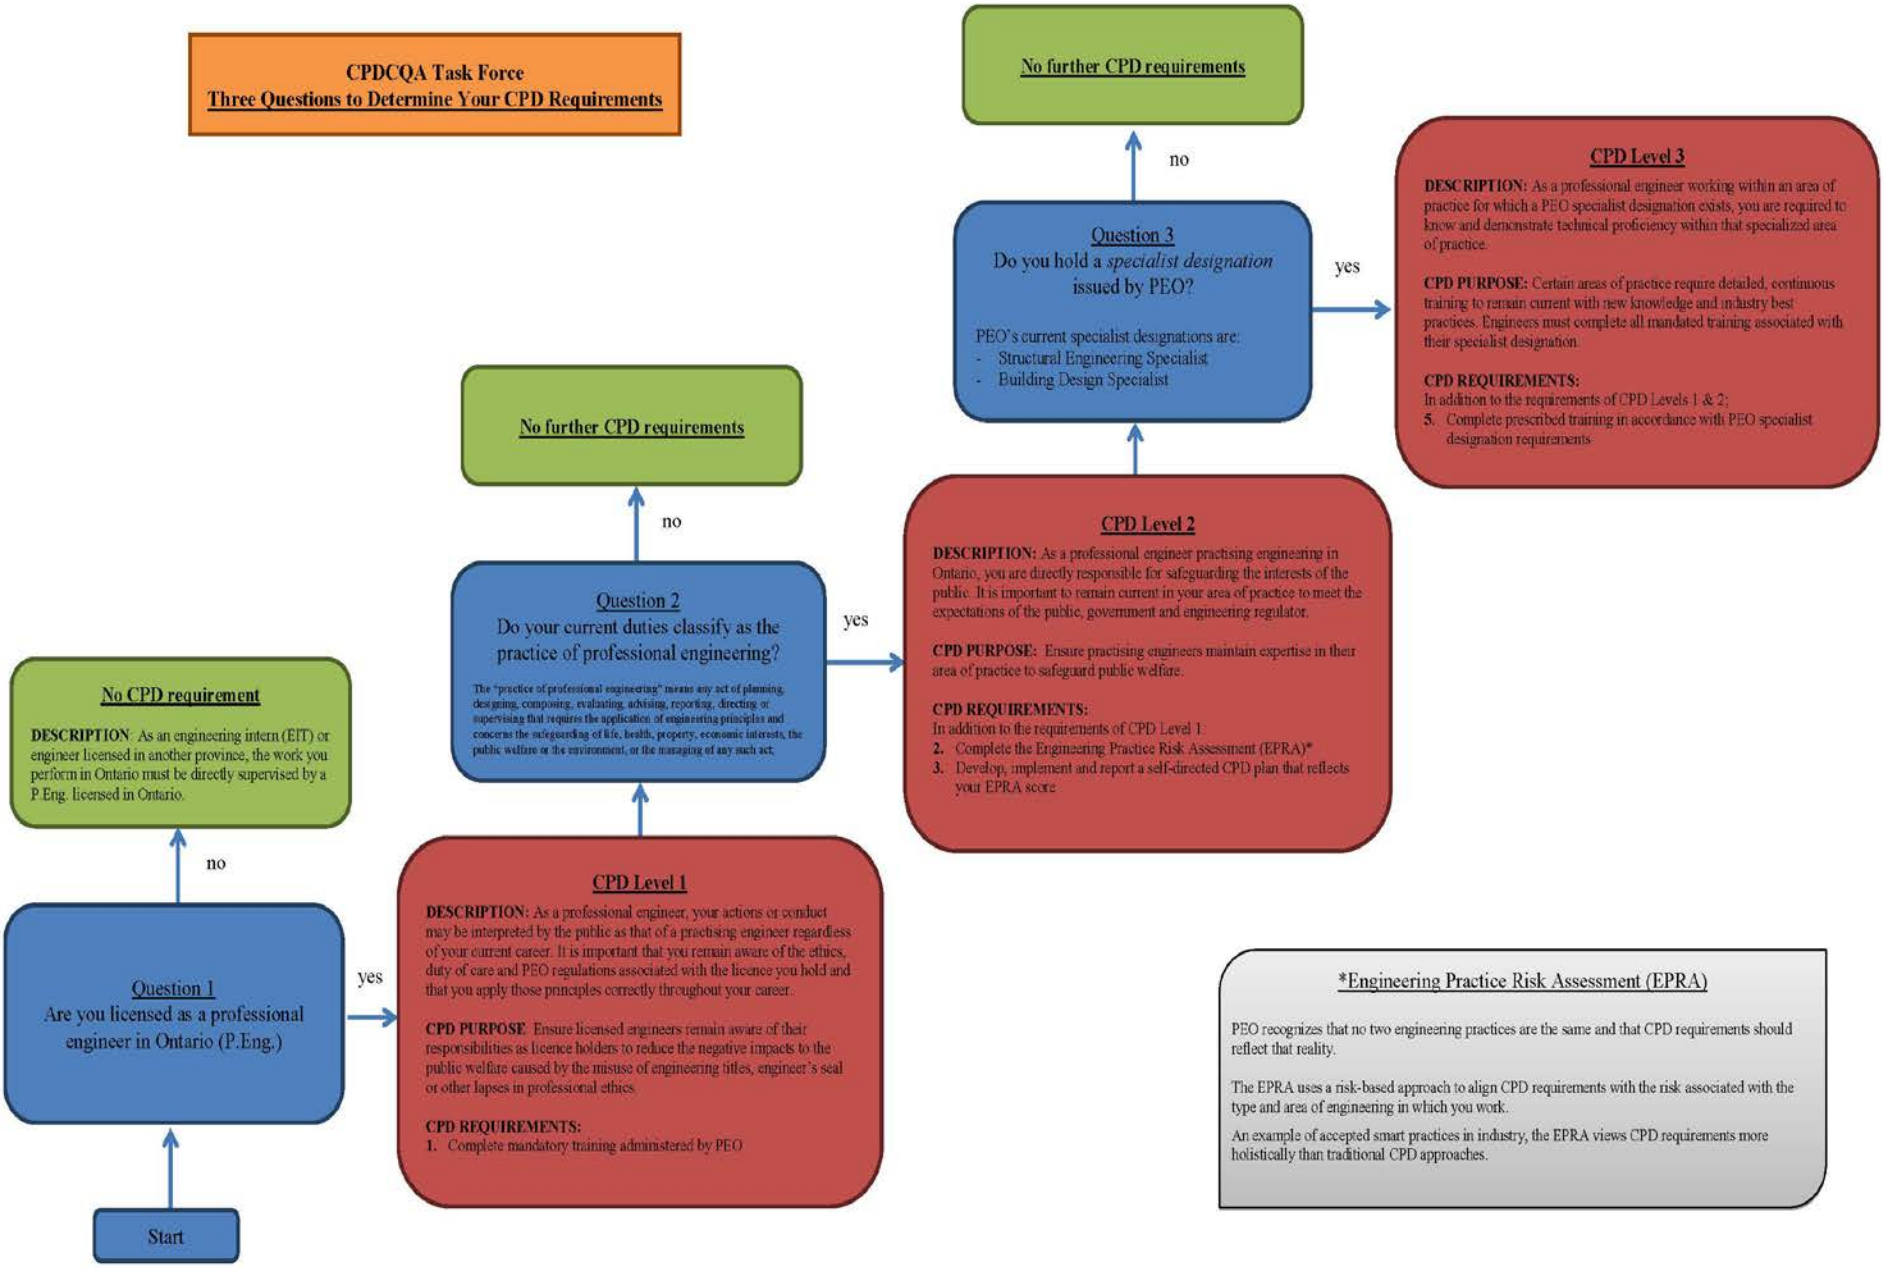 CPDCQA Task Force
Three Questions to Determine Your CPD Requirements
No further CPD requirements
no
CPD Level 3
DESCRIPTION: As a professional engineer working within an area of
practice for which a PEO specialist designation exists, you are required to
know and demonstrate technical proficiency within that specialized area
of practice.
CPD PURPOSE: Certain areas of practice require detailed, continuous
training to remain current with new knowledge and industry best
practices. Engineers must complete all mandated training associated with
their specialist designation.
CPD REQUIREMENTS:
In addition to the requirements of CPD Levels 1 & 2;
5. Complete prescribed training in accordance with PEO specialist
designation requirements
Question 3
Do you hold a specialist designation
issued by PEO?
PEO's current specialist designations are:
- Structural Engineering Specialist
- Building Design Specialist
yes
No further CPD requirements
no
CPD Level 2
DESCRIPTION: As a professional engineer practising engineering in
Ontario, you are directly responsible for safeguarding the interests of the
public. It is important to remain current in your area of practice to meet the
expectations of the public, government and engineering regulator.
CPD PURPOSE: Ensure practising engineers maintain expertise in their
area of practice to safeguard public welfare.
CPD REQUIREMENTS:
In addition to the requirements of CPD Level 1
2. Complete the Engineering Practice Risk Assessment (EPRA)*
3. Develop, implement and report a self-directed CPD plan that reflects
your EPRA score
Question 2
Do your current duties classify as the
practice of professional engineering?
The "practice of professional engineering" means any act of planning,
designing, composing, evaluating, advising, reporting, directing or
supervising that requires the application of engineering principles and
concerns the safeguarding of life, health, property, economic interests, the
public welfare or the environment, or the managing of any such act;
yes
No CPD requirement
DESCRIPTION: As an engineering intern (EIT) or
engineer licensed in another province, the work you
perform in Ontario must be directly supervised by a
P.Eng. licensed in Ontario.
no
CPD Level 1
DESCRIPTION: As a professional engineer, your actions or conduct
may be interpreted by the public as that of a practising engineer regardless
of your current career. It is important that you remain aware of the ethics,
duty of care and PEO regulations associated with the licence you hold and
that you apply those principles correctly throughout your career.
CPD PURPOSE Ensure licensed engineers remain aware of their
responsibilities as licence holders to reduce the negative impacts to the
public welfare caused by the misuse of engineering titles, engineer's seal
or other lapses in professional ethics.
CPD REQUIREMENTS:
1. Complete mandatory training administered by PEO
Question 1
Are you licensed as a professional
engineer in Ontario (P.Eng.)
yes
Start
*Engineering Practice Risk Assessment (EPRA)
PEO recognizes that no two engineering practices are the same and that CPD requirements should
reflect that reality.
The EPRA uses a risk-based approach to align CPD requirements with the risk associated with the
type and area of engineering in which you work.
An example of accepted smart practices in industry, the EPRA views CPD requirements more
holistically than traditional CPD approaches.